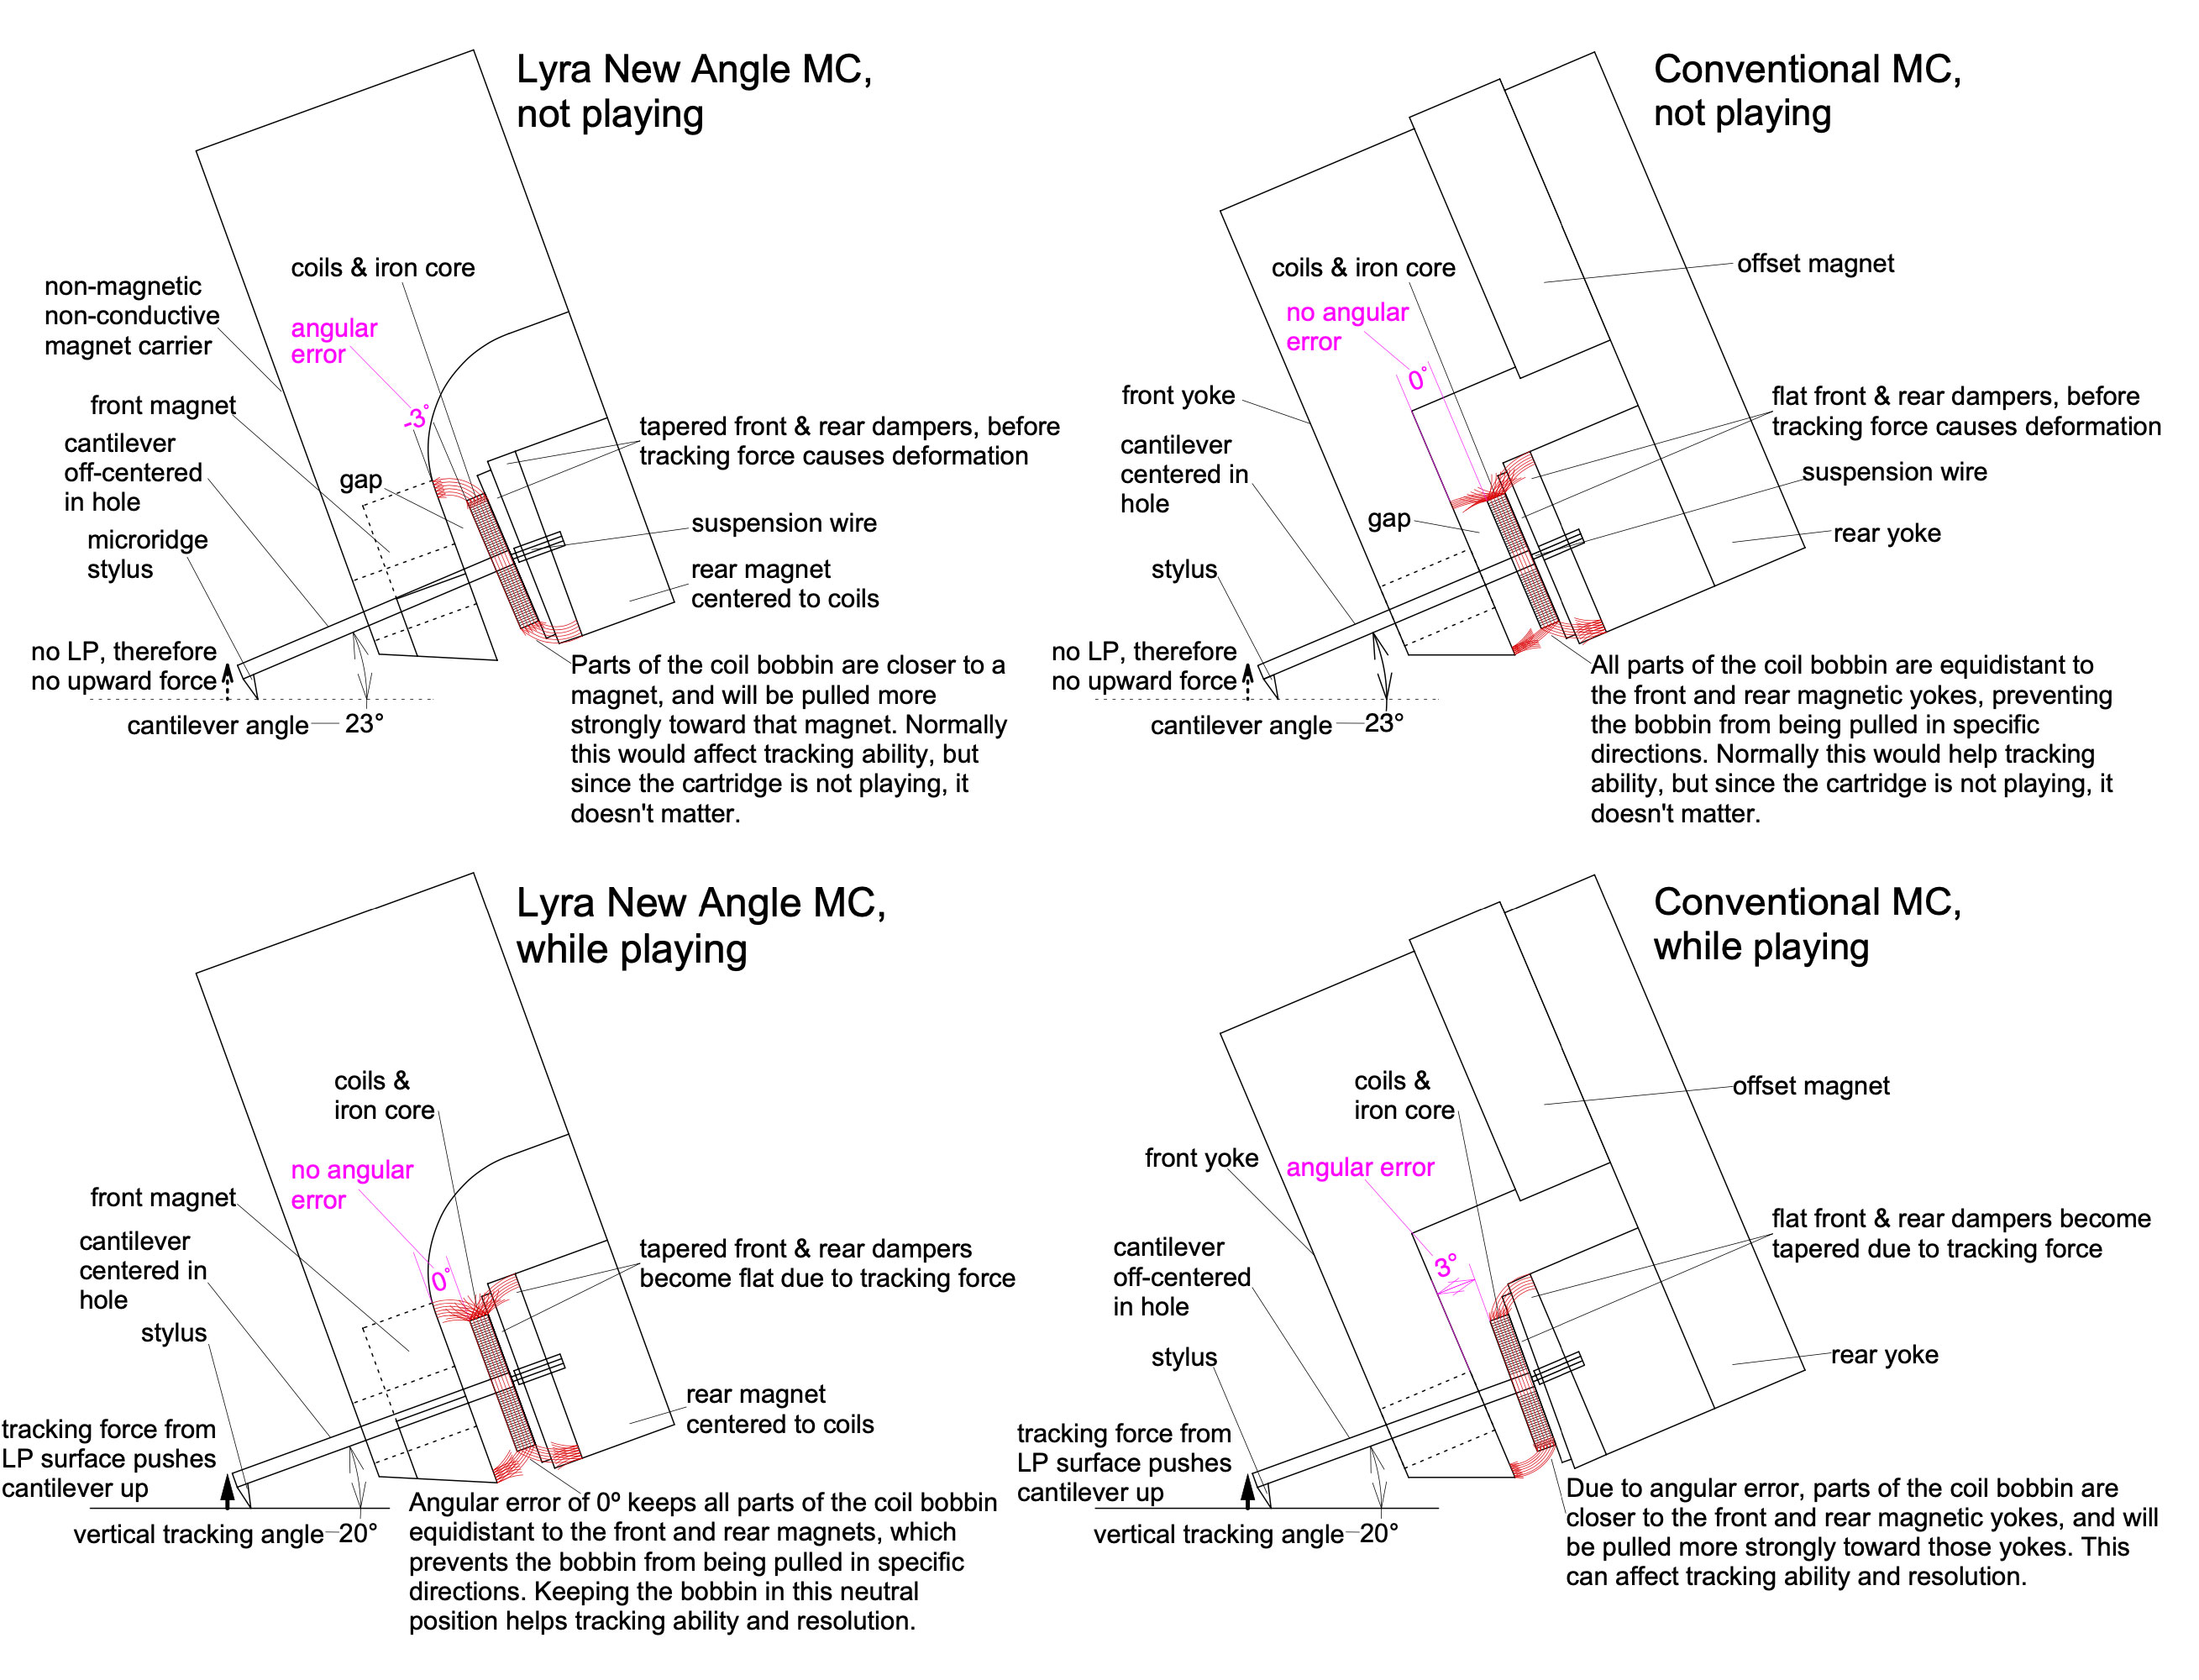 Lyra New Angle MC,
not playing
coils & iron core
non-magnetic
non-conductive
magnet carrier
angular
error
-3°
front magnet
cantilever
off-centered
in hole
gap
microridge
stylus
tapered front & rear dampers, before
tracking force causes deformation
suspension wire
rear magnet
centered to coils
no LP, therefore
no upward force
cantilever angle
23°
Parts of the coil bobbin are closer to a
magnet, and will be pulled more
strongly toward that magnet. Normally
this would affect tracking ability, but
since the cartridge is not playing, it
doesn't matter.
Conventional MC,
not playing
offset magnet
coils & iron core
no angular
error
0°
front yoke
cantilever
centered in
hole
gap
stylus
flat front & rear dampers, before
tracking force causes deformation
suspension wire
rear yoke
no LP, therefore
no upward force
cantilever angle
23°
All parts of the coil bobbin are equidistant to
the front and rear magnetic yokes, preventing
the bobbin from being pulled in specific
directions. Normally this would help tracking
ability, but since the cartridge is not playing, it
doesn't matter.
Lyra New Angle MC,
while playing
coils &
iron core
no angular
error
0°
front magnet
cantilever
centered in
hole
stylus
tapered front & rear dampers
become flat due to tracking force
rear magnet
centered to coils
tracking force from
LP surface pushes
cantilever up
vertical tracking angle
20°
Angular error of 0º keeps all parts of the coil bobbin
equidistant to the front and rear magnets, which
prevents the bobbin from being pulled in specific
directions. Keeping the bobbin in this neutral
position helps tracking ability and resolution.
Conventional MC,
while playing
coils &
iron core
offset magnet
front yoke
angular error
3°
cantilever
off-centered
in hole
stylus
flat front & rear dampers become
tapered due to tracking force
rear yoke
tracking force from
LP surface pushes
cantilever up
vertical tracking angle
20°
Due to angular error, parts of the coil bobbin are
closer to the front and rear magnetic yokes, and will
be pulled more strongly toward those yokes. This
can affect tracking ability and resolution.